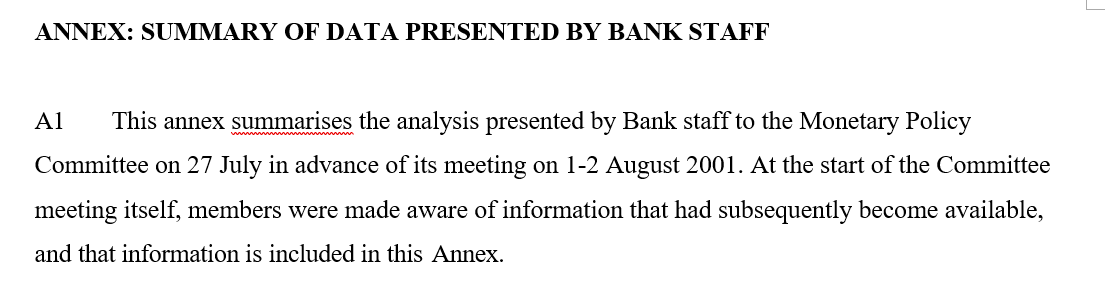 ANNEX: SUMMARY OF DATA PRESENTED BY BANK STAFF
A1 This annex summarises the analysis presented by Bank staff to the Monetary Policy
Committee on 27 July in advance of its meeting on 1-2 August 2001. At the start of the Committee
meeting itself, members were made aware of information that had subsequently become available,
and that information is included in this Annex.